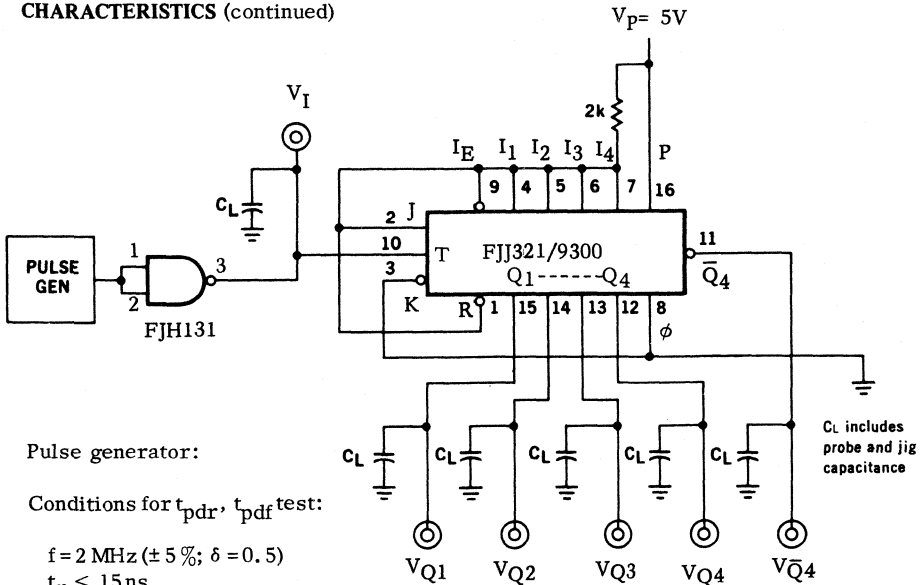 CHARACTERISTICS (continued)
V_P= 5V
V_I
2k
I_E I_1 I_2 I_3 I_4 P
9 4 5 6 7 16
C_L
2 J
10 T
3 K
FJJ321/9300
Q_1------Q_4
11
Q̄_4
PULSE GEN
1
2
3
FJH131
R 1 15 14 13 12 8
φ
C_L C_L C_L C_L C_L
C_L includes
probe and jig
capacitance
V_Q1 V_Q2 V_Q3 V_Q4 V_Q̄4
Pulse generator:
Conditions for t_pdr, t_pdf test:
f = 2 MHz (± 5 %; δ = 0.5)